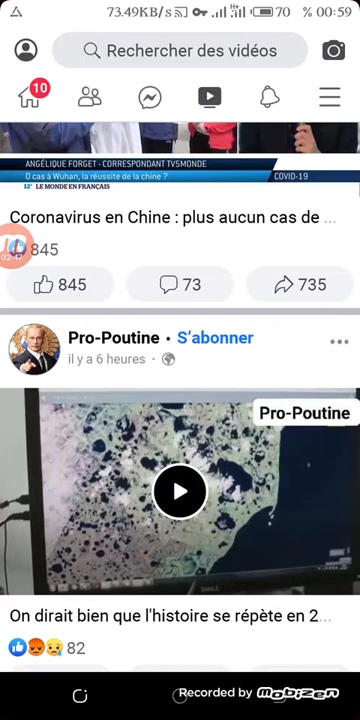 73.49KB/s 70 % 00:59
Rechercher des vidéos
10
ANGÉLIQUE FORGET - CORRESPONDANT TV5MONDE
0 cas à Wuhan, la réussite de la chine ?
COVID-19
12° LE MONDE EN FRANÇAIS
Coronavirus en Chine : plus aucun cas de ...
845
02:47
845 73 735
Pro-Poutine • S'abonner
il y a 6 heures
Pro-Poutine
DELL
On dirait bien que l'histoire se répète en 2...
82
Recorded by mobizen